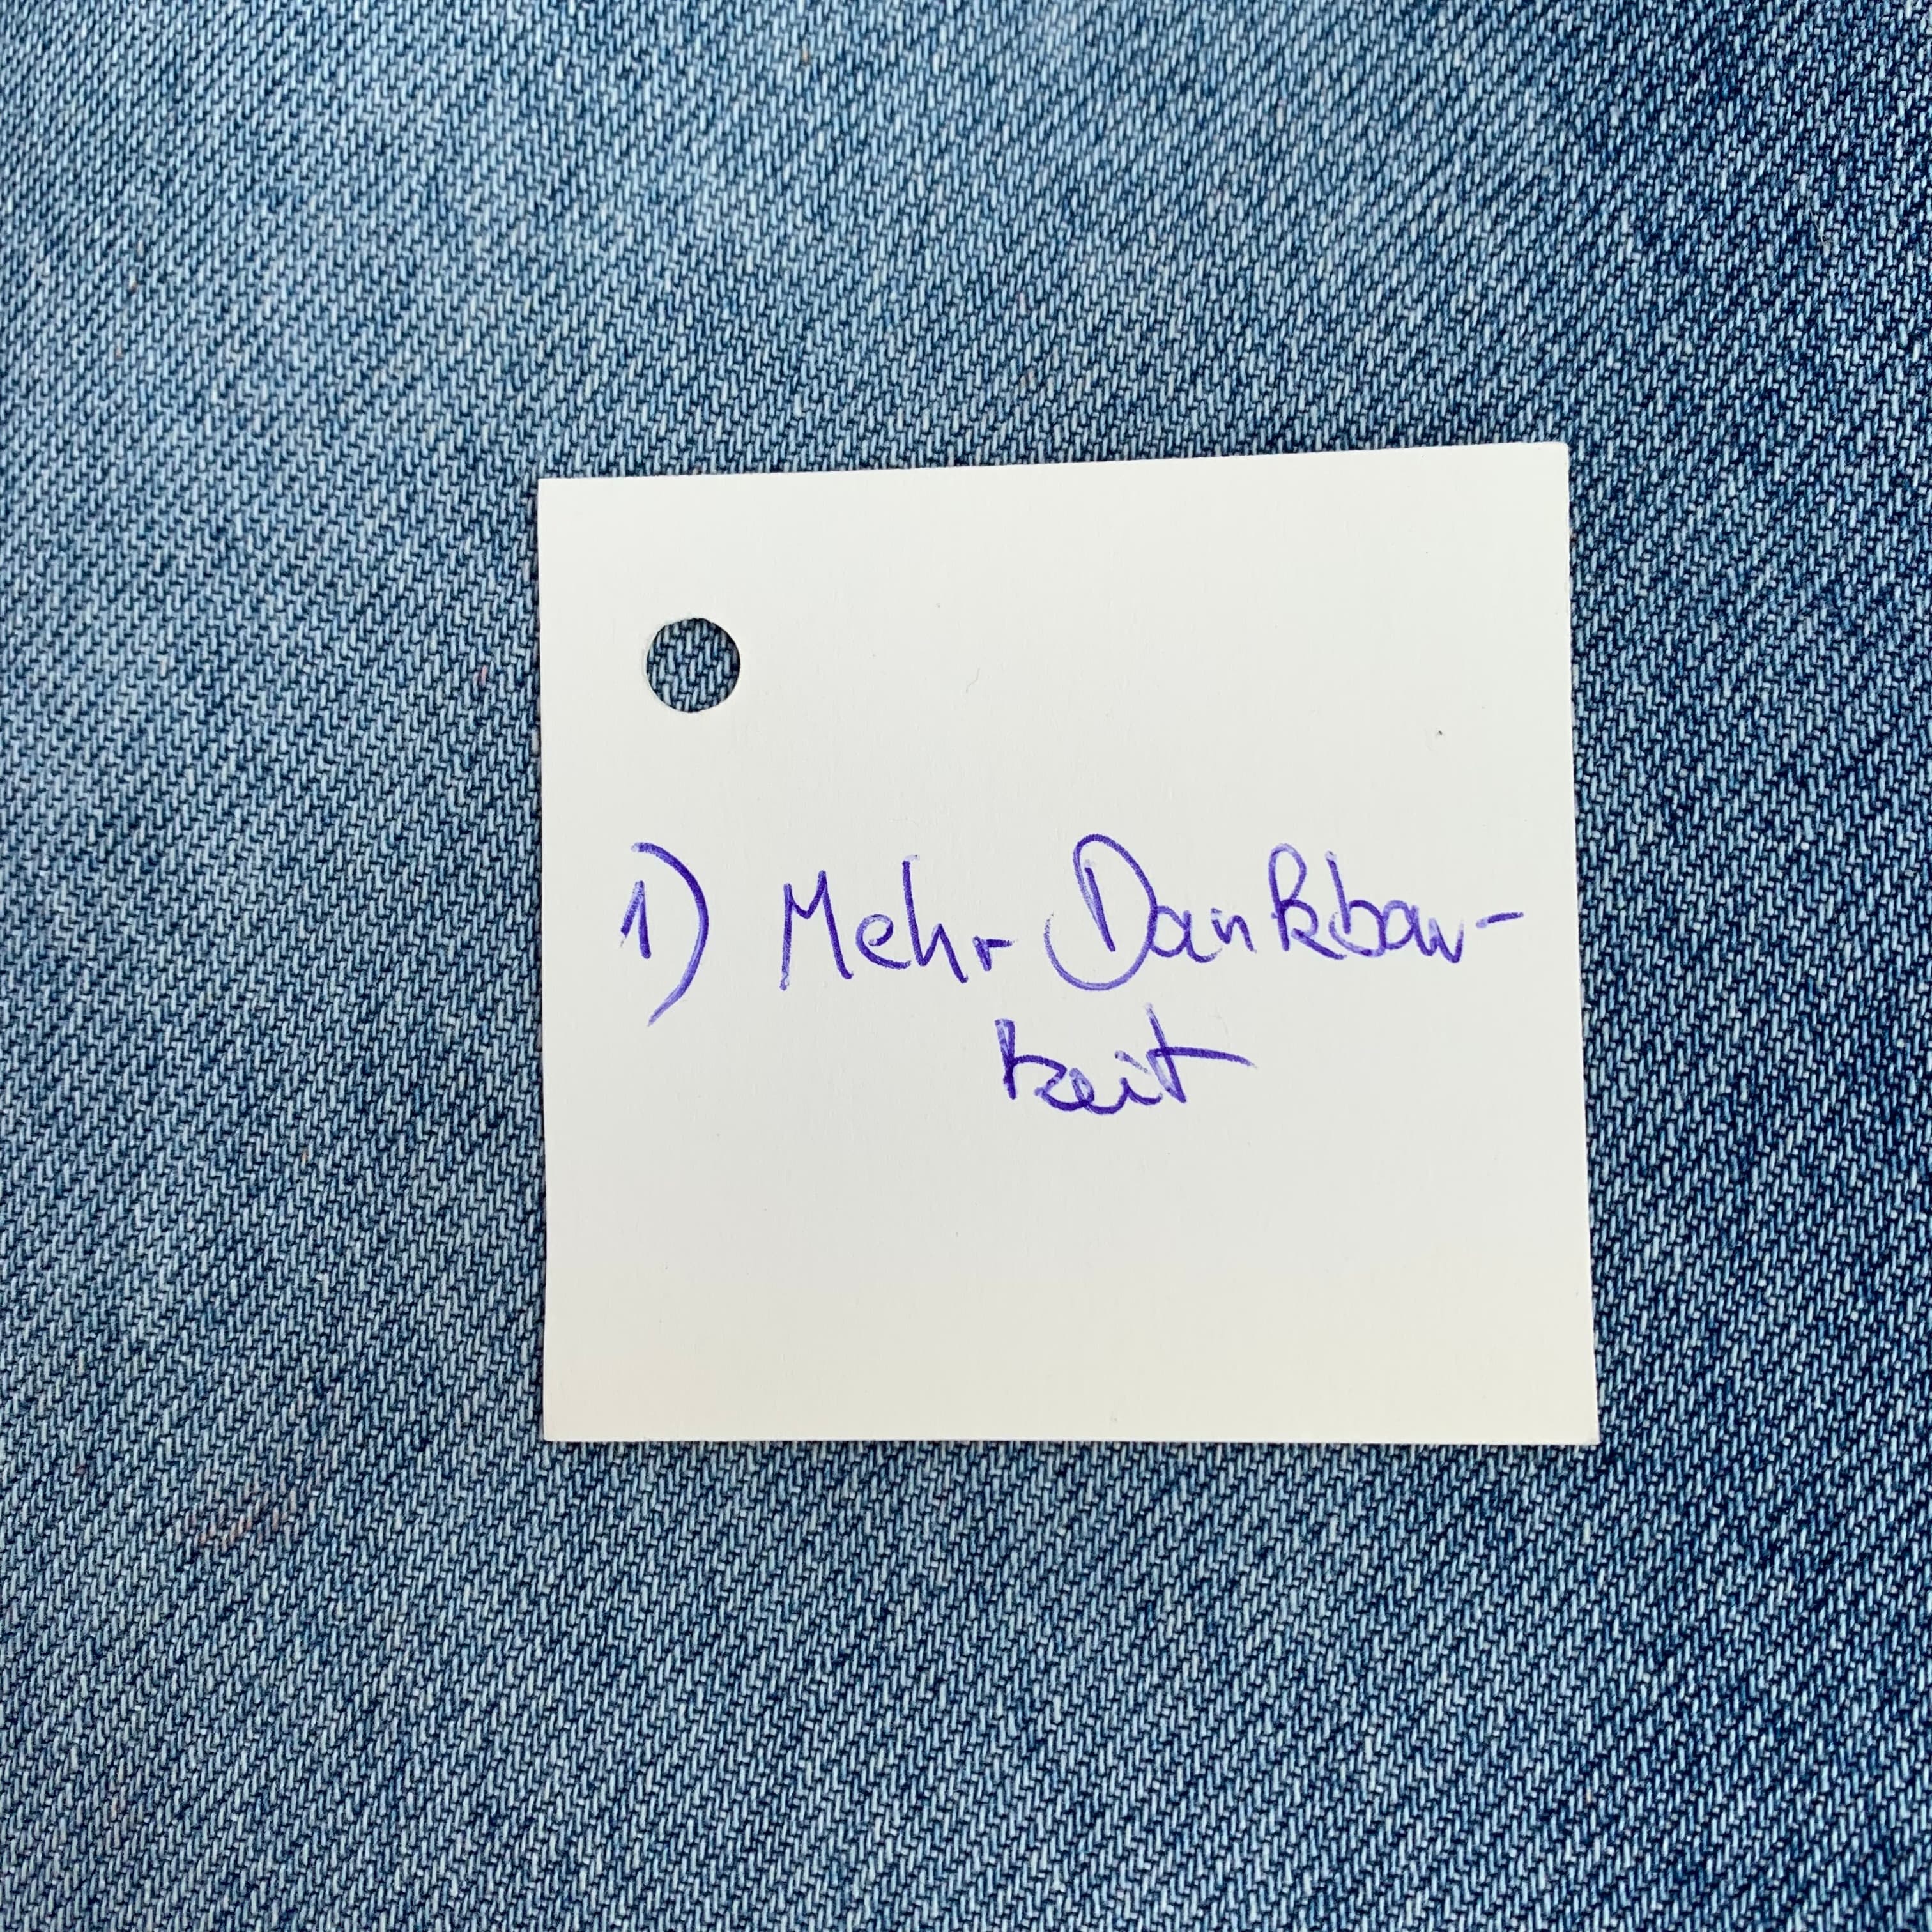 1) Mehr Dankbar-
keit